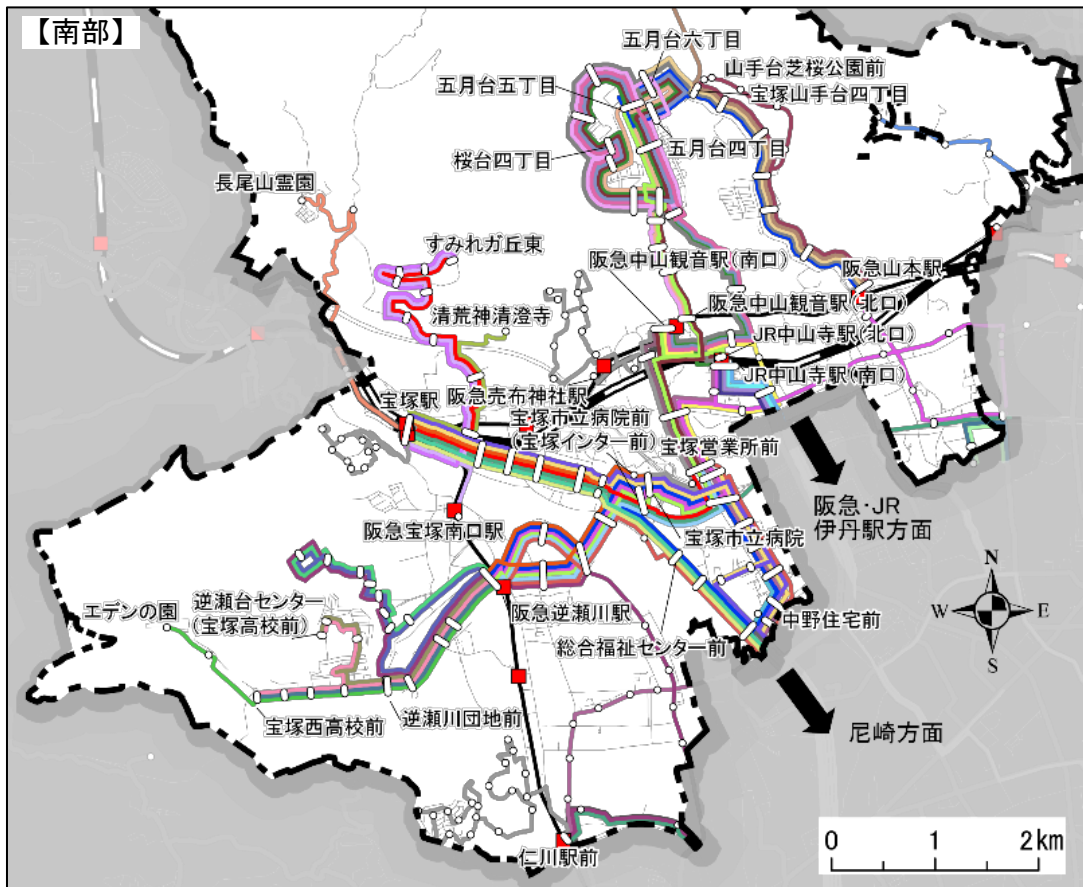 【南部】
五月台六丁目
山手台芝桜公園前
五月台五丁目
宝塚山手台四丁目
五月台四丁目
桜台四丁目
長尾山霊園
すみれガ丘東
阪急中山観音駅(南口)
阪急山本駅
阪急中山観音駅(北口)
清荒神清澄寺
JR中山寺駅(北口)
JR中山寺駅(南口)
阪急売布神社駅
宝塚駅
宝塚市立病院前
(宝塚インター前)
宝塚営業所前
阪急・JR
伊丹駅方面
阪急宝塚南口駅
宝塚市立病院
N
W
E
S
エデンの園
逆瀬台センター
(宝塚高校前)
阪急逆瀬川駅
中野住宅前
総合福祉センター前
宝塚西高校前
逆瀬川団地前
尼崎方面
仁川駅前
0 1 2km